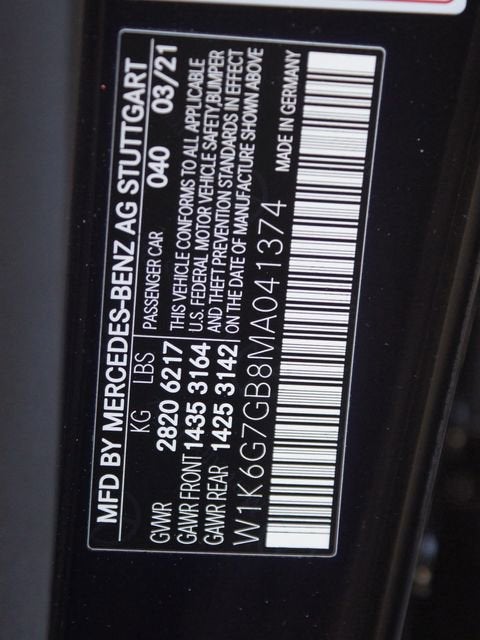 MFD BY MERCEDES-BENZ AG STUTTGART
KG LBS
GVWR 2820 6217
GAWR FRONT 1435 3164
GAWR REAR 1425 3142
PASSENGER CAR 040 03/21
THIS VEHICLE CONFORMS TO ALL APPLICABLE
U.S. FEDERAL MOTOR VEHICLE SAFETY,BUMPER
AND THEFT PREVENTION STANDARDS IN EFFECT
ON THE DATE OF MANUFACTURE SHOWN ABOVE
W1K6G7GB8MA041374 MADE IN GERMANY